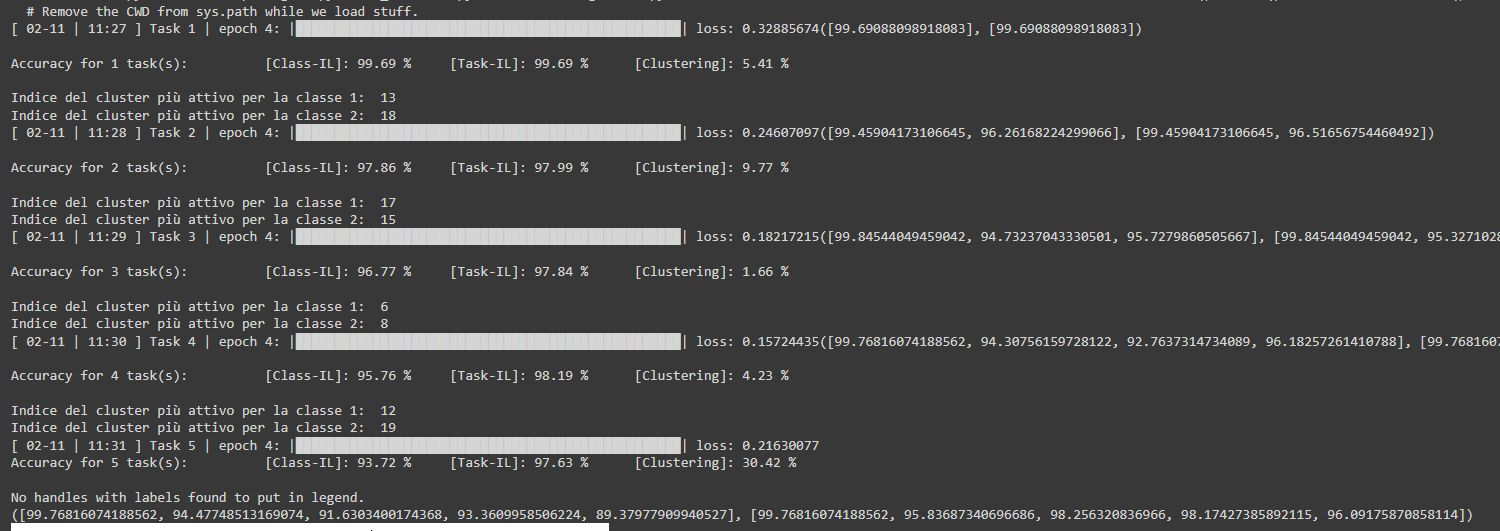 # Remove the CWD from sys.path while we load stuff.
[ 02-11 | 11:27 ] Task 1 | epoch 4: |██████████████████████████████████████████████████| loss: 0.32885674([99.69088098918083], [99.69088098918083])
Accuracy for 1 task(s): [Class-IL]: 99.69 % [Task-IL]: 99.69 % [Clustering]: 5.41 %
Indice del cluster più attivo per la classe 1: 13
Indice del cluster più attivo per la classe 2: 18
[ 02-11 | 11:28 ] Task 2 | epoch 4: |██████████████████████████████████████████████████| loss: 0.24607097([99.45904173106645, 96.26168224299066], [99.45904173106645, 96.51656754460492])
Accuracy for 2 task(s): [Class-IL]: 97.86 % [Task-IL]: 97.99 % [Clustering]: 9.77 %
Indice del cluster più attivo per la classe 1: 17
Indice del cluster più attivo per la classe 2: 15
[ 02-11 | 11:29 ] Task 3 | epoch 4: |██████████████████████████████████████████████████| loss: 0.18217215([99.84544049459042, 94.73237043330501, 95.7279860505667], [99.84544049459042, 95.3271028
Accuracy for 3 task(s): [Class-IL]: 96.77 % [Task-IL]: 97.84 % [Clustering]: 1.66 %
Indice del cluster più attivo per la classe 1: 6
Indice del cluster più attivo per la classe 2: 8
[ 02-11 | 11:30 ] Task 4 | epoch 4: |██████████████████████████████████████████████████| loss: 0.15724435([99.76816074188562, 94.30756159728122, 92.7637314734089, 96.18257261410788], [99.7681607
Accuracy for 4 task(s): [Class-IL]: 95.76 % [Task-IL]: 98.19 % [Clustering]: 4.23 %
Indice del cluster più attivo per la classe 1: 12
Indice del cluster più attivo per la classe 2: 19
[ 02-11 | 11:31 ] Task 5 | epoch 4: |██████████████████████████████████████████████████| loss: 0.21630077
Accuracy for 5 task(s): [Class-IL]: 93.72 % [Task-IL]: 97.63 % [Clustering]: 30.42 %
No handles with labels found to put in legend.
([99.76816074188562, 94.47748513169074, 91.6303400174368, 93.3609958506224, 89.37977909940527], [99.76816074188562, 95.83687340696686, 98.256320836966, 98.17427385892115, 96.09175870858114])